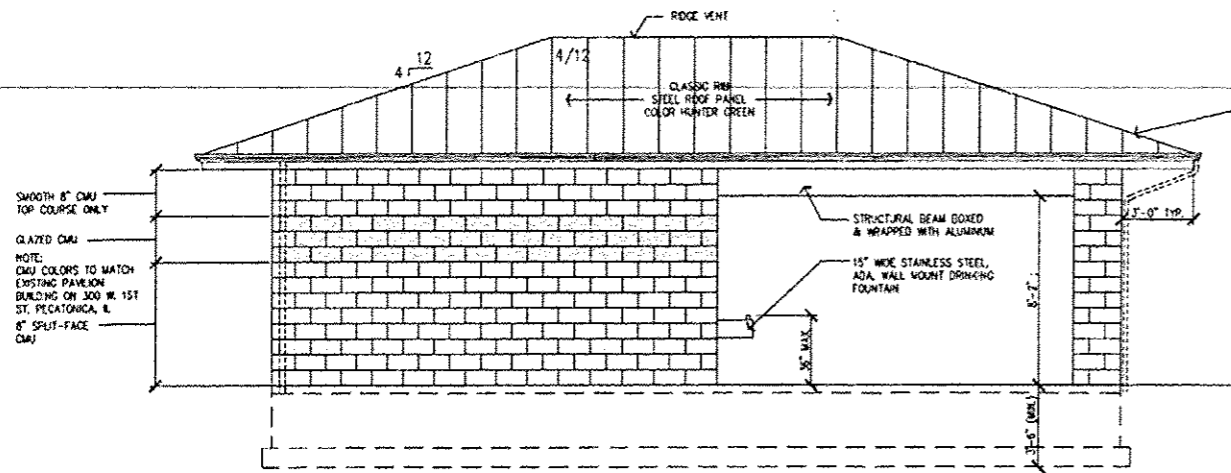 RIDGE VENT
12
4
4/12
CLASSIC RIB
STEEL ROOF PANEL
COLOR HUNTER GREEN
SMOOTH 8" CMU
TOP COURSE ONLY
GLAZED CMU
NOTE:
CMU COLORS TO MATCH
EXISTING PAVILION
BUILDING ON 300 W. 1ST
ST. PECATONICA, IL
8" SPLIT-FACE
CMU
STRUCTURAL BEAM BOXED
& WRAPPED WITH ALUMINUM
15" WIDE STAINLESS STEEL,
ADA, WALL MOUNT DRINKING
FOUNTAIN
36" MAX
8'-2"
3'-0" TYP.
3'-6" (MIN.)